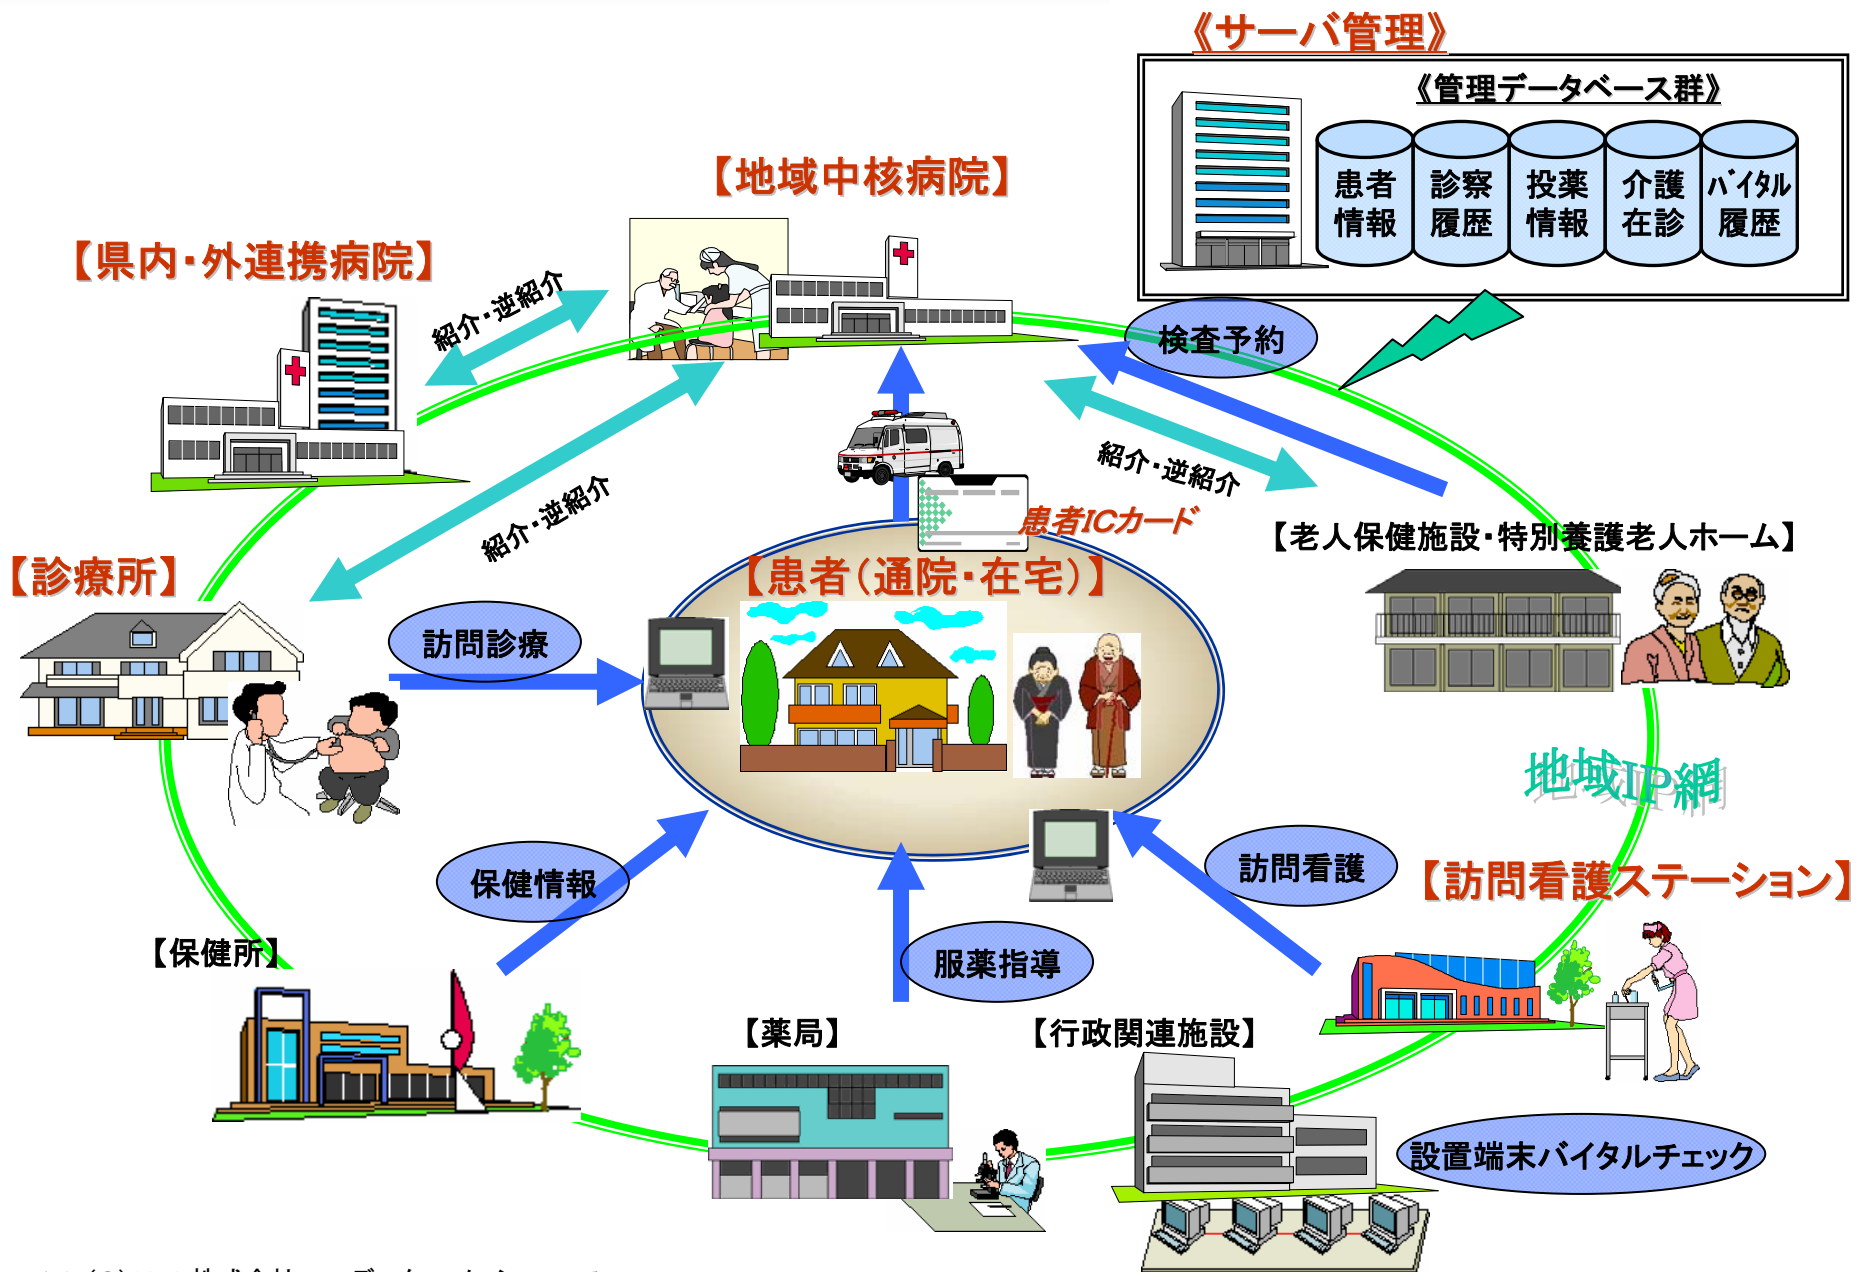 《サーバ管理》
《管理データベース群》
患者
情報
診察
履歴
投薬
情報
介護
在診
バイタル
履歴
【地域中核病院】
【県内・外連携病院】
紹介・逆紹介
検査予約
紹介・逆紹介
紹介・逆紹介
患者ICカード
【老人保健施設・特別養護老人ホーム】
【診療所】
【患者(通院・在宅)】
訪問診療
地域IP網
保健情報
訪問看護
【訪問看護ステーション】
【保健所】
服薬指導
【薬局】
【行政関連施設】
設置端末バイタルチェック